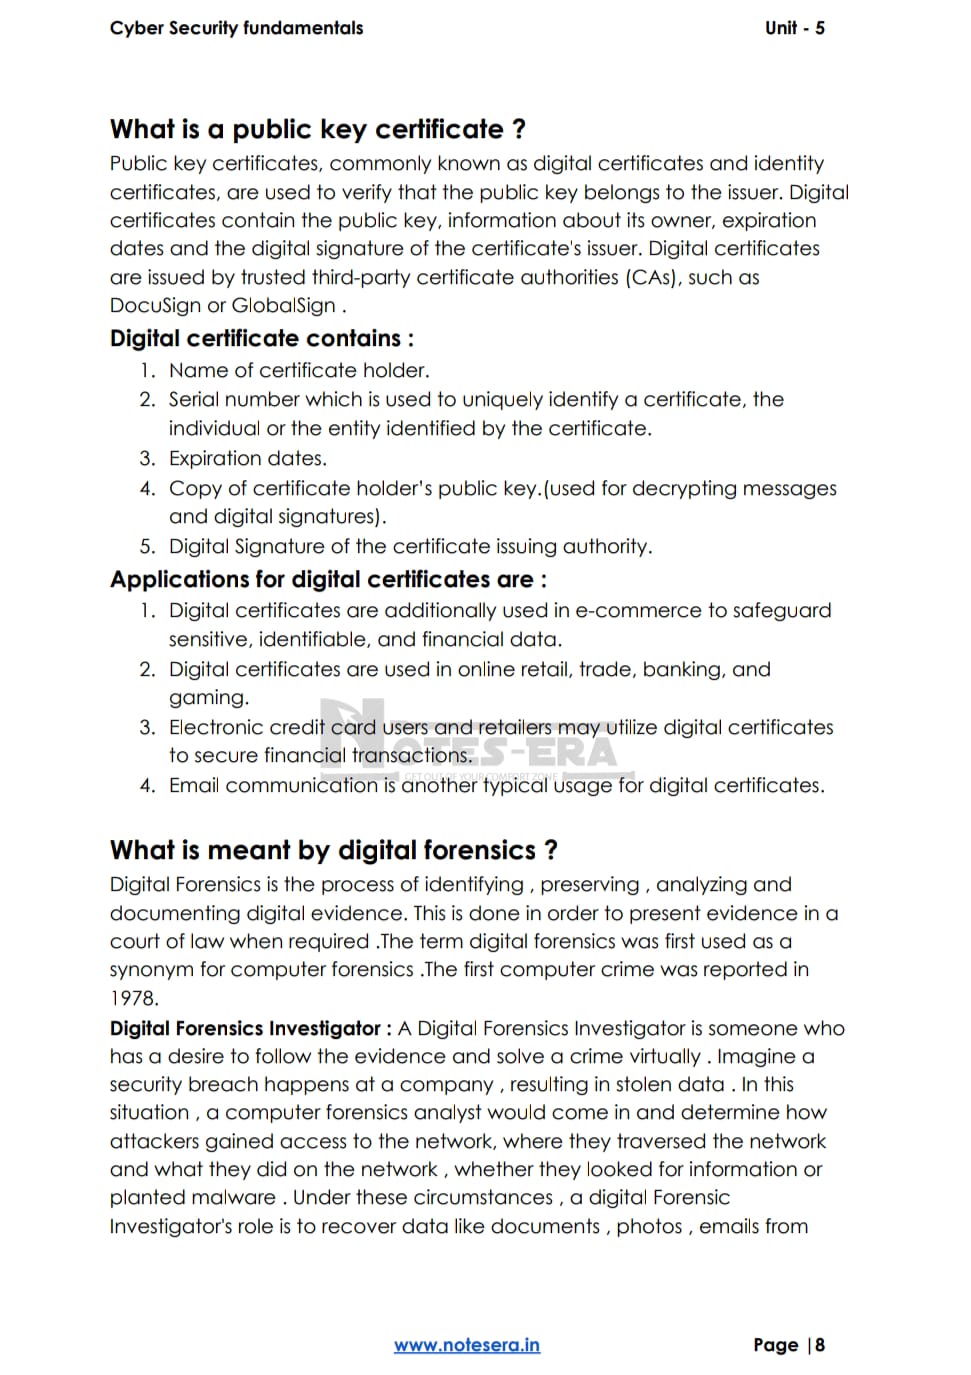 Cyber Security fundamentals
Unit - 5
What is a public key certificate ?
Public key certificates, commonly known as digital certificates and identity
certificates, are used to verify that the public key belongs to the issuer. Digital
certificates contain the public key, information about its owner, expiration
dates and the digital signature of the certificate's issuer. Digital certificates
are issued by trusted third-party certificate authorities (CAs), such as
DocuSign or GlobalSign .
Digital certificate contains :
1. Name of certificate holder.
2. Serial number which is used to uniquely identify a certificate, the
individual or the entity identified by the certificate.
3. Expiration dates.
4. Copy of certificate holder's public key.(used for decrypting messages
and digital signatures).
5. Digital Signature of the certificate issuing authority.
Applications for digital certificates are :
1. Digital certificates are additionally used in e-commerce to safeguard
sensitive, identifiable, and financial data.
2. Digital certificates are used in online retail, trade, banking, and
gaming.
3. Electronic credit card users and retailers may utilize digital certificates
to secure financial transactions.
NOTES-ERA
GET OUT OF YOUR COMFORT ZONE
4. Email communication is another typical usage for digital certificates.
What is meant by digital forensics ?
Digital Forensics is the process of identifying , preserving , analyzing and
documenting digital evidence. This is done in order to present evidence in a
court of law when required .The term digital forensics was first used as a
synonym for computer forensics .The first computer crime was reported in
1978.
Digital Forensics Investigator : A Digital Forensics Investigator is someone who
has a desire to follow the evidence and solve a crime virtually . Imagine a
security breach happens at a company , resulting in stolen data . In this
situation , a computer forensics analyst would come in and determine how
attackers gained access to the network, where they traversed the network
and what they did on the network , whether they looked for information or
planted malware . Under these circumstances , a digital Forensic
Investigator's role is to recover data like documents , photos , emails from
www.notesera.in
Page |8